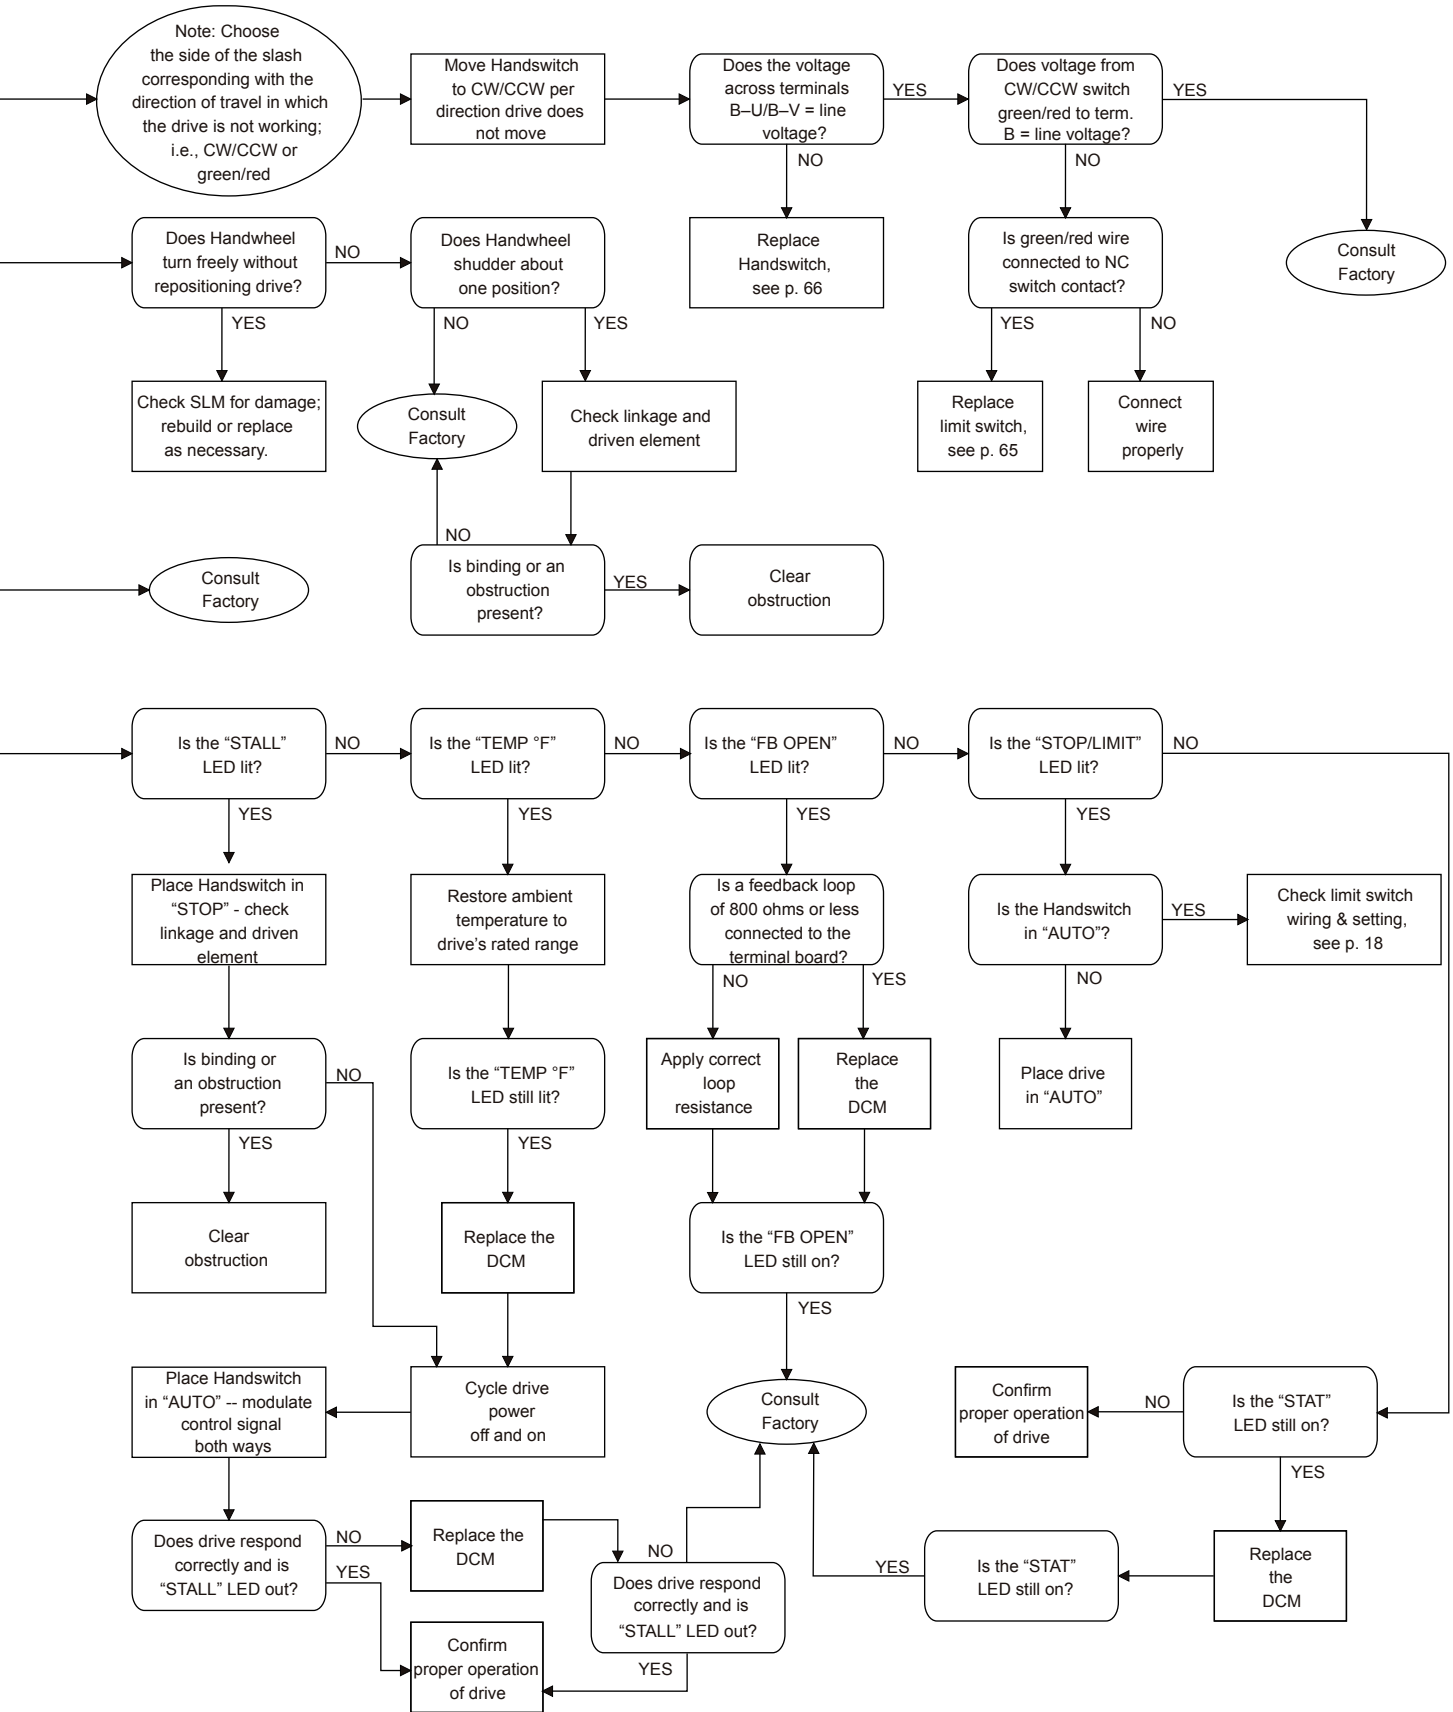 Note: Choose
the side of the slash
corresponding with the
direction of travel in which
the drive is not working;
i.e., CW/CCW or
green/red
Move Handswitch
to CW/CCW per
direction drive does
not move
Does the voltage
across terminals
B–U/B–V = line
voltage?
YES
Does voltage from
CW/CCW switch
green/red to term.
B = line voltage?
YES
NO
NO
Does Handwheel
turn freely without
repositioning drive?
NO
Does Handwheel
shudder about
one position?
Replace
Handswitch,
see p. 66
Is green/red wire
connected to NC
switch contact?
Consult
Factory
YES
NO
YES
YES
NO
Check SLM for damage;
rebuild or replace
as necessary.
Consult
Factory
Check linkage and
driven element
Replace
limit switch,
see p. 65
Connect
wire
properly
NO
Consult
Factory
Is binding or an
obstruction
present?
YES
Clear
obstruction
Is the “STALL”
LED lit?
NO
Is the “TEMP °F”
LED lit?
NO
Is the “FB OPEN”
LED lit?
NO
Is the “STOP/LIMIT”
LED lit?
NO
YES
YES
YES
YES
Place Handswitch in
“STOP” - check
linkage and driven
element
Restore ambient
temperature to
drive’s rated range
Is a feedback loop
of 800 ohms or less
connected to the
terminal board?
Is the Handswitch
in “AUTO”?
YES
Check limit switch
wiring & setting,
see p. 18
NO
YES
NO
Is binding or
an obstruction
present?
NO
Is the “TEMP °F”
LED still lit?
Apply correct
loop
resistance
Replace
the
DCM
Place drive
in “AUTO”
YES
YES
Clear
obstruction
Replace the
DCM
Is the “FB OPEN”
LED still on?
YES
Place Handswitch
in “AUTO” -- modulate
control signal
both ways
Cycle drive
power
off and on
Consult
Factory
Confirm
proper operation
of drive
NO
Is the “STAT”
LED still on?
YES
Does drive respond
correctly and is
“STALL” LED out?
NO
YES
Replace the
DCM
NO
Does drive respond
correctly and is
“STALL” LED out?
YES
YES
Is the “STAT”
LED still on?
Replace
the
DCM
Confirm
proper operation
of drive